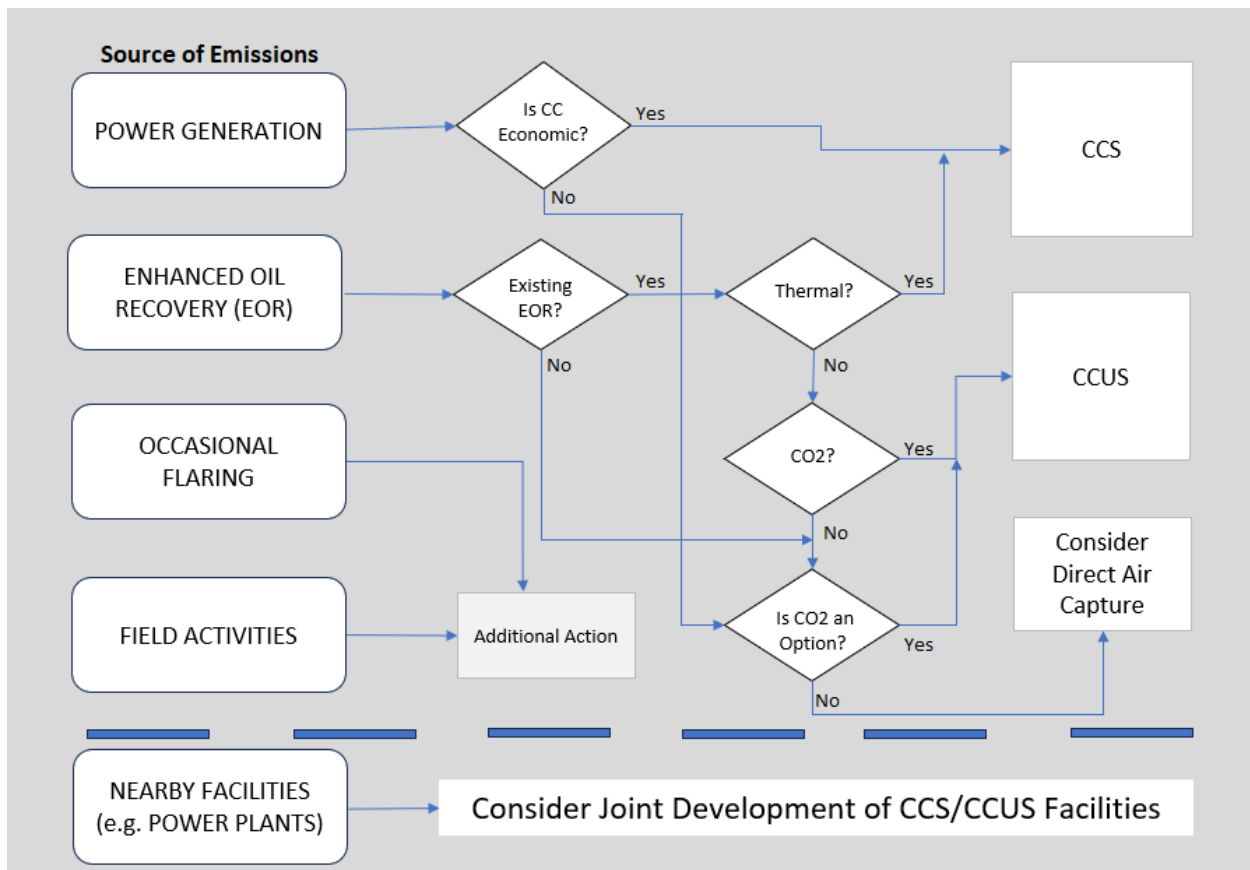 Source of Emissions
POWER GENERATION
Is CC
Economic?
Yes
No
CCS
ENHANCED OIL
RECOVERY (EOR)
Existing
EOR?
Yes
No
Thermal?
Yes
No
CCUS
OCCASIONAL
FLARING
CO2?
Yes
No
Consider
Direct Air
Capture
FIELD ACTIVITIES
Additional Action
Is CO2 an
Option?
Yes
No
NEARBY FACILITIES
(e.g. POWER PLANTS)
Consider Joint Development of CCS/CCUS Facilities